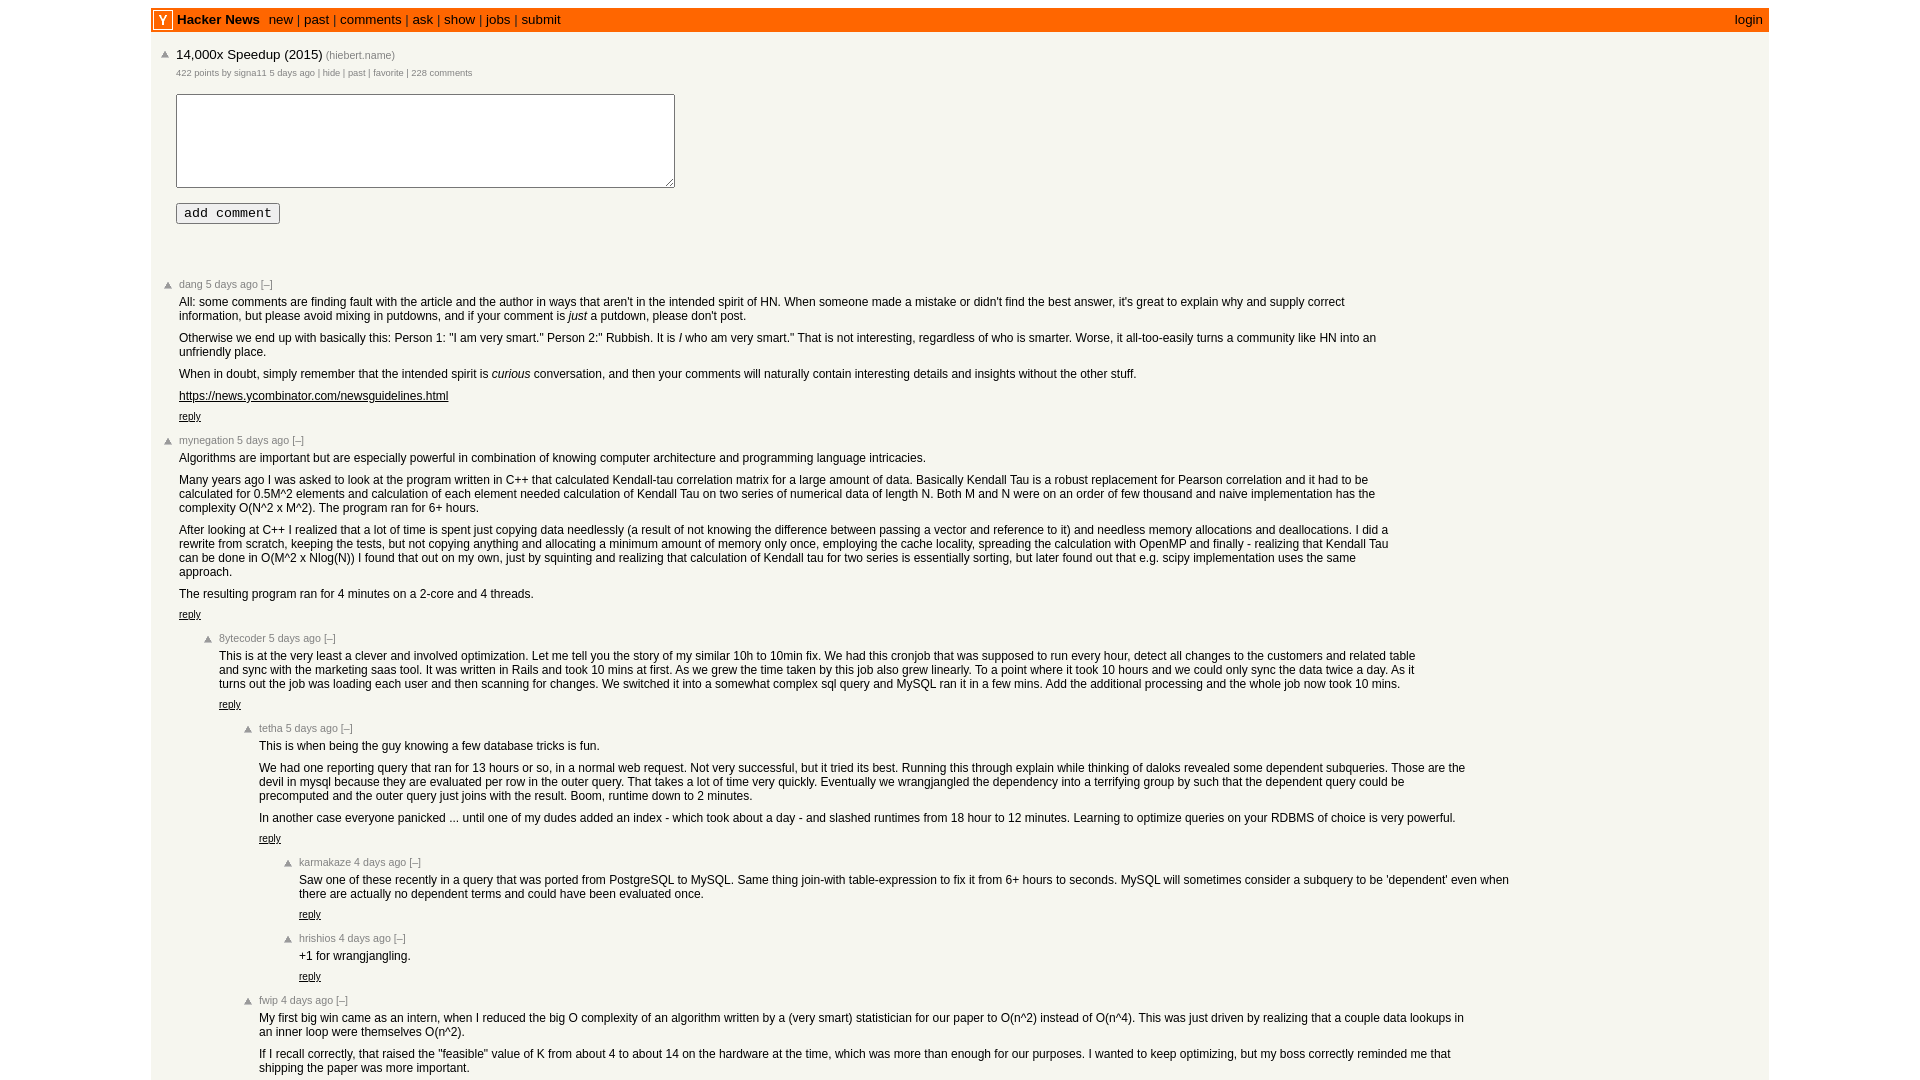 Y Hacker News new | past | comments | ask | show | jobs | submit login
14,000x Speedup (2015) (hiebert.name)
422 points by signa11 5 days ago | hide | past | favorite | 228 comments
add comment
dang 5 days ago [–]
All: some comments are finding fault with the article and the author in ways that aren't in the intended spirit of HN. When someone made a mistake or didn't find the best answer, it's great to explain why and supply correct
information, but please avoid mixing in putdowns, and if your comment is just a putdown, please don't post.
Otherwise we end up with basically this: Person 1: "I am very smart." Person 2:" Rubbish. It is I who am very smart." That is not interesting, regardless of who is smarter. Worse, it all-too-easily turns a community like HN into an
unfriendly place.
When in doubt, simply remember that the intended spirit is curious conversation, and then your comments will naturally contain interesting details and insights without the other stuff.
https://news.ycombinator.com/newsguidelines.html
reply
mynegation 5 days ago [–]
Algorithms are important but are especially powerful in combination of knowing computer architecture and programming language intricacies.
Many years ago I was asked to look at the program written in C++ that calculated Kendall-tau correlation matrix for a large amount of data. Basically Kendall Tau is a robust replacement for Pearson correlation and it had to be
calculated for 0.5M^2 elements and calculation of each element needed calculation of Kendall Tau on two series of numerical data of length N. Both M and N were on an order of few thousand and naive implementation has the
complexity O(N^2 x M^2). The program ran for 6+ hours.
After looking at C++ I realized that a lot of time is spent just copying data needlessly (a result of not knowing the difference between passing a vector and reference to it) and needless memory allocations and deallocations. I did a
rewrite from scratch, keeping the tests, but not copying anything and allocating a minimum amount of memory only once, employing the cache locality, spreading the calculation with OpenMP and finally - realizing that Kendall Tau
can be done in O(M^2 x Nlog(N)) I found that out on my own, just by squinting and realizing that calculation of Kendall tau for two series is essentially sorting, but later found out that e.g. scipy implementation uses the same
approach.
The resulting program ran for 4 minutes on a 2-core and 4 threads.
reply
8ytecoder 5 days ago [–]
This is at the very least a clever and involved optimization. Let me tell you the story of my similar 10h to 10min fix. We had this cronjob that was supposed to run every hour, detect all changes to the customers and related table
and sync with the marketing saas tool. It was written in Rails and took 10 mins at first. As we grew the time taken by this job also grew linearly. To a point where it took 10 hours and we could only sync the data twice a day. As it
turns out the job was loading each user and then scanning for changes. We switched it into a somewhat complex sql query and MySQL ran it in a few mins. Add the additional processing and the whole job now took 10 mins.
reply
tetha 5 days ago [–]
This is when being the guy knowing a few database tricks is fun.
We had one reporting query that ran for 13 hours or so, in a normal web request. Not very successful, but it tried its best. Running this through explain while thinking of daloks revealed some dependent subqueries. Those are the
devil in mysql because they are evaluated per row in the outer query. That takes a lot of time very quickly. Eventually we wrangjangled the dependency into a terrifying group by such that the dependent query could be
precomputed and the outer query just joins with the result. Boom, runtime down to 2 minutes.
In another case everyone panicked ... until one of my dudes added an index - which took about a day - and slashed runtimes from 18 hour to 12 minutes. Learning to optimize queries on your RDBMS of choice is very powerful.
reply
karmakaze 4 days ago [–]
Saw one of these recently in a query that was ported from PostgreSQL to MySQL. Same thing join-with table-expression to fix it from 6+ hours to seconds. MySQL will sometimes consider a subquery to be 'dependent' even when
there are actually no dependent terms and could have been evaluated once.
reply
hrishios 4 days ago [–]
+1 for wrangjangling.
reply
fwip 4 days ago [–]
My first big win came as an intern, when I reduced the big O complexity of an algorithm written by a (very smart) statistician for our paper to O(n^2) instead of O(n^4). This was just driven by realizing that a couple data lookups in
an inner loop were themselves O(n^2).
If I recall correctly, that raised the "feasible" value of K from about 4 to about 14 on the hardware at the time, which was more than enough for our purposes. I wanted to keep optimizing, but my boss correctly reminded me that
shipping the paper was more important.